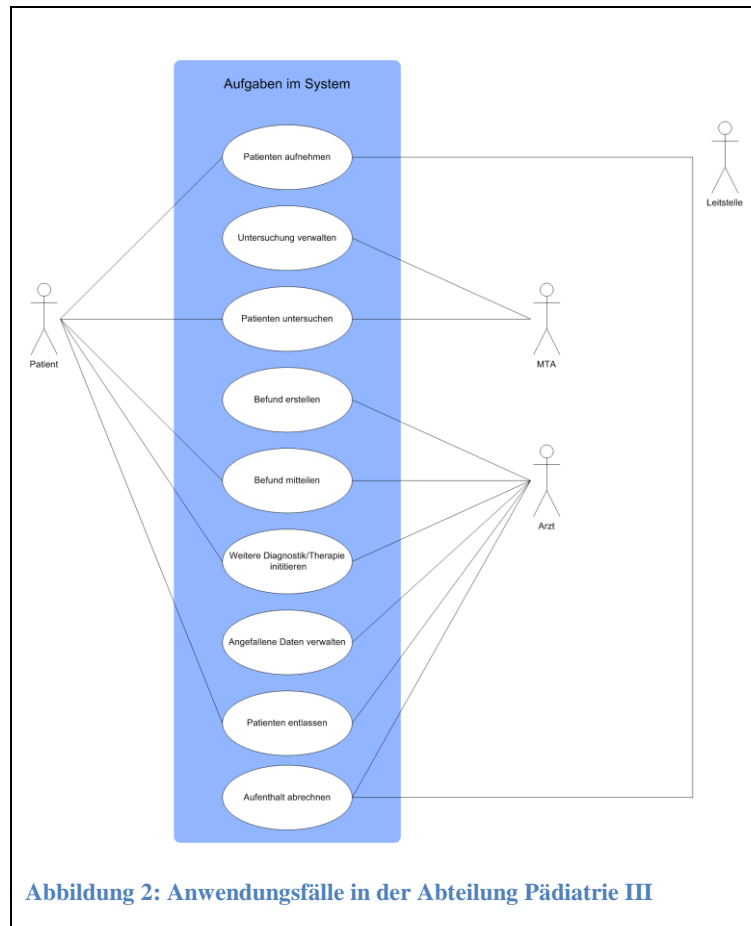 Aufgaben im System
Patienten aufnehmen
Leitstelle
Untersuchung verwalten
Patient
Patienten untersuchen
MTA
Befund erstellen
Befund mitteilen
Arzt
Weitere Diagnostik/Therapie
inititieren
Angefallene Daten verwalten
Patienten entlassen
Aufenthalt abrechnen
Abbildung 2: Anwendungsfälle in der Abteilung Pädiatrie III